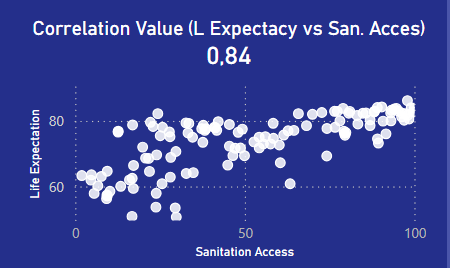 Correlation Value (L Expectacy vs San. Acces)
0,84
Life Expectation
80
60
0
50
100
Sanitation Access